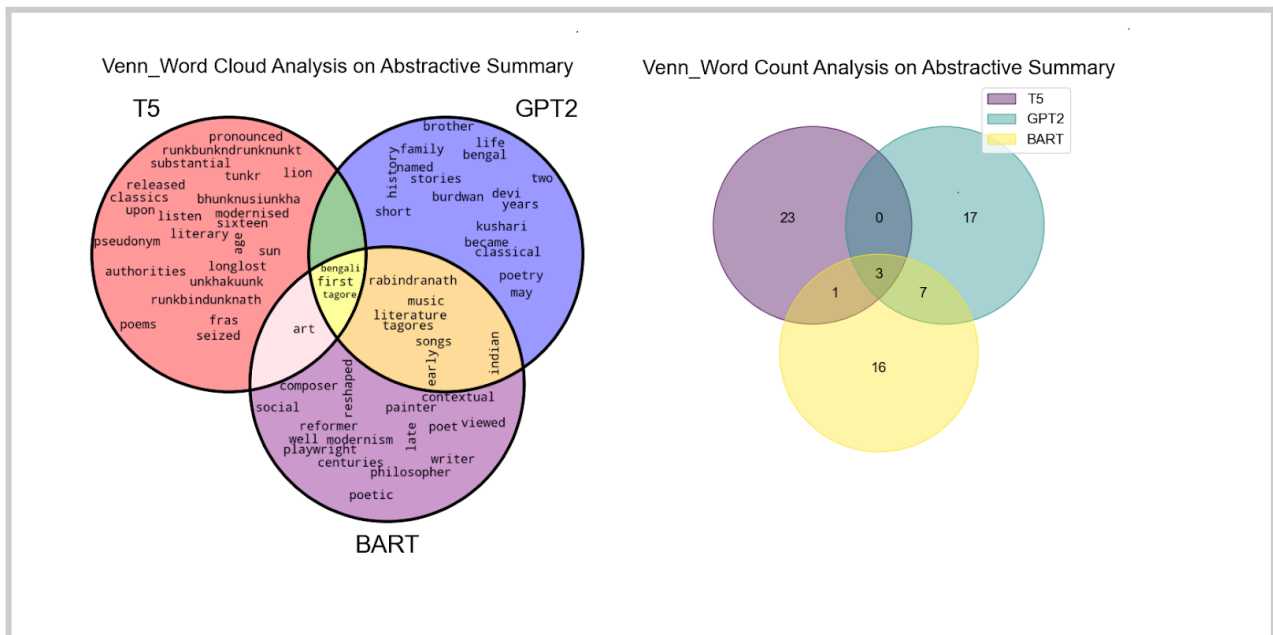 Venn_Word Cloud Analysis on Abstractive Summary
T5
GPT2
pronounced
runkbunkndrunknunkt
substantial
tunkr
lion
released
classics
bhunknusiunkha
upon
listen
modernised
sixteen
literary
age
pseudonym
sun
authorities
longlost
unkhakuunk
runkbindunknath
poems
fras
seized
brother
life
family
bengal
history
named
stories
two
burdwan
devi
years
short
kushari
became
classical
poetry
may
bengali
first
tagore
rabindranath
music
literature
tagores
songs
early
indian
art
composer
reshaped
contextual
social
painter
reformer
late
poet
viewed
well
modernism
playwright
centuries
writer
philosopher
poetic
BART
Venn_Word Count Analysis on Abstractive Summary
T5
GPT2
BART
23
0
17
3
1
7
16